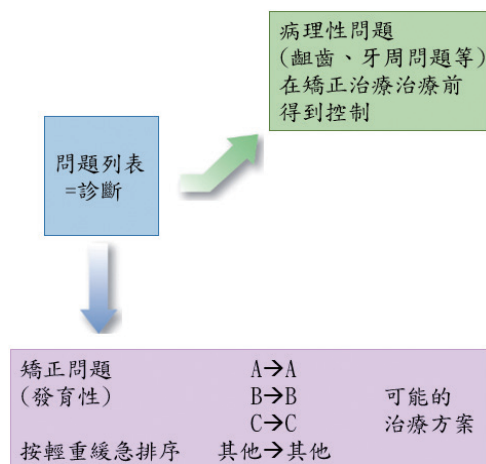 病理性問題
(齟齒、牙周問題等)
在矯正治療治療前
得到控制
問題列表
=診斷
矯正問題
(發育性)
按輕重緩急排序
A→A
B→B
C→C
其他→其他
可能的
治療方案